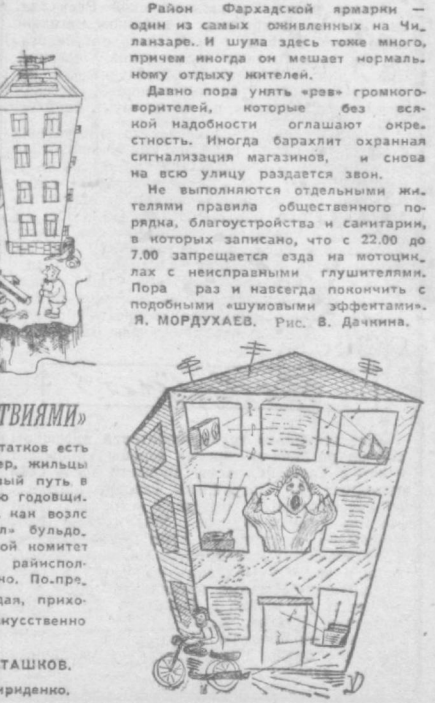 Район Фархадской ярмарки —
один из самых оживленных на Чи-
ланзаре. И шума здесь тоже много,
причем иногда он мешает нормаль-
ному отдыху жителей.
Давно пора унять «рев» громкого-
ворителей, которые без вся-
кой надобности оглашают окре-
стность. Иногда барахлит охранная
сигнализация магазинов, и снова
на всю улицу раздается звон.
Не выполняются отдельными жи-
телями правила общественного по-
рядка, благоустройства и санитарии,
в которых записано, что с 22.00 до
7.00 запрещается езда на мотоцик-
лах с неисправными глушителями.
Пора раз и навсегда покончить с
подобными «шумовыми эффектами».
Я. МОРДУХАЕВ. Рис. В. Дачкина.
ТВИЯМИ»
татков есть
ер, жильцы
ный путь в
ю годовщи.
как возле
л» бульдо-
ой комитет
райиспол-
но. По-пре-
дая, прихо-
кусственно
ТАШКОВ.
ириденко.